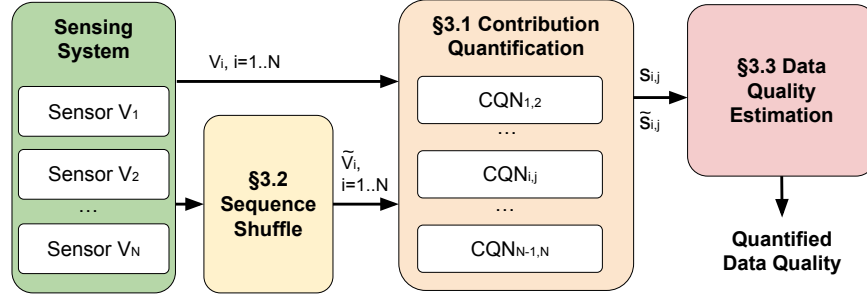 Sensing
System
Sensor V1
Sensor V2
...
Sensor VN
Vi, i=1..N
§3.2
Sequence
Shuffle
Ṽi,
i=1..N
§3.1 Contribution
Quantification
CQN1,2
...
CQNi,j
...
CQNN-1,N
Si,j
S̃i,j
§3.3 Data
Quality
Estimation
Quantified
Data Quality